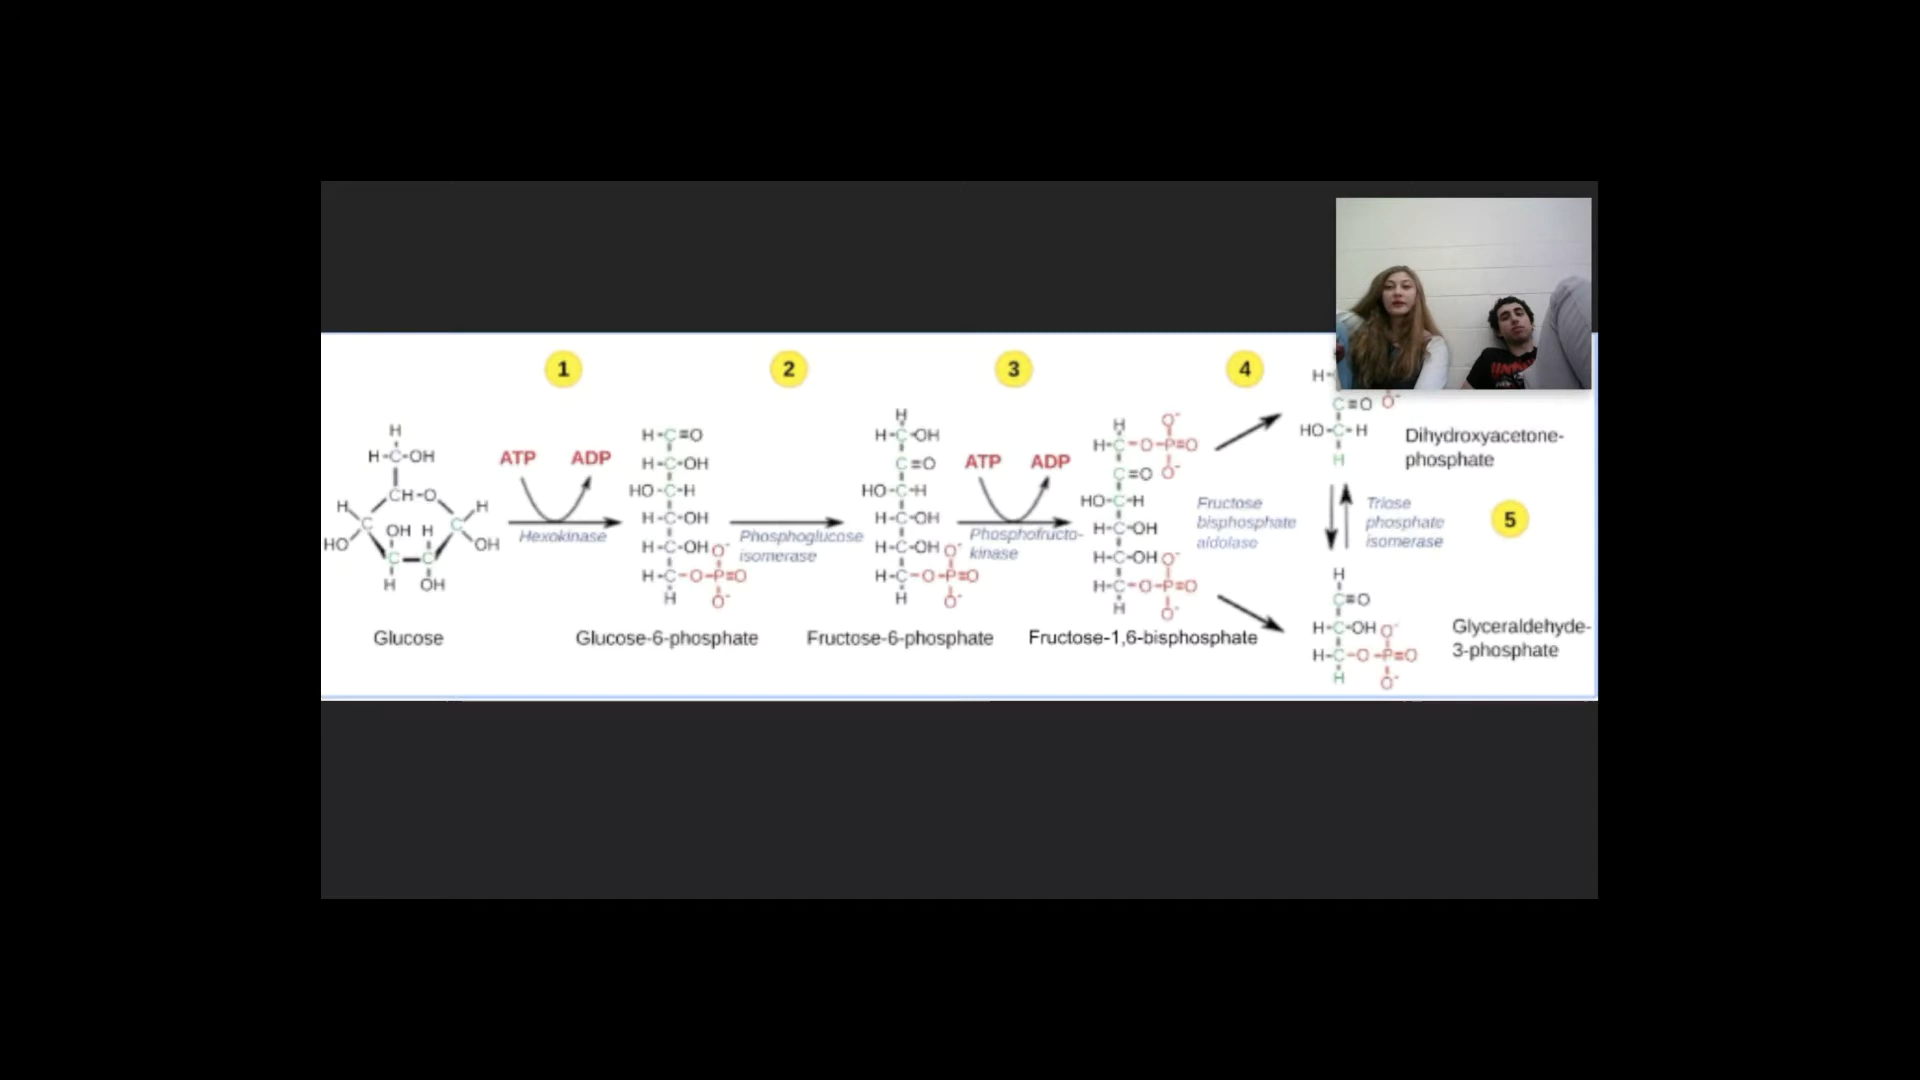 1
2
3
4
ATP
ADP
Hexokinase
Phosphoglucose
isomerase
ATP
ADP
Phosphofructo-
kinase
Fructose
bisphosphate
aldolase
Dihydroxyacetone-
phosphate
Triose
phosphate
isomerase
5
Glucose
Glucose-6-phosphate
Fructose-6-phosphate
Fructose-1,6-bisphosphate
Glyceraldehyde-
3-phosphate